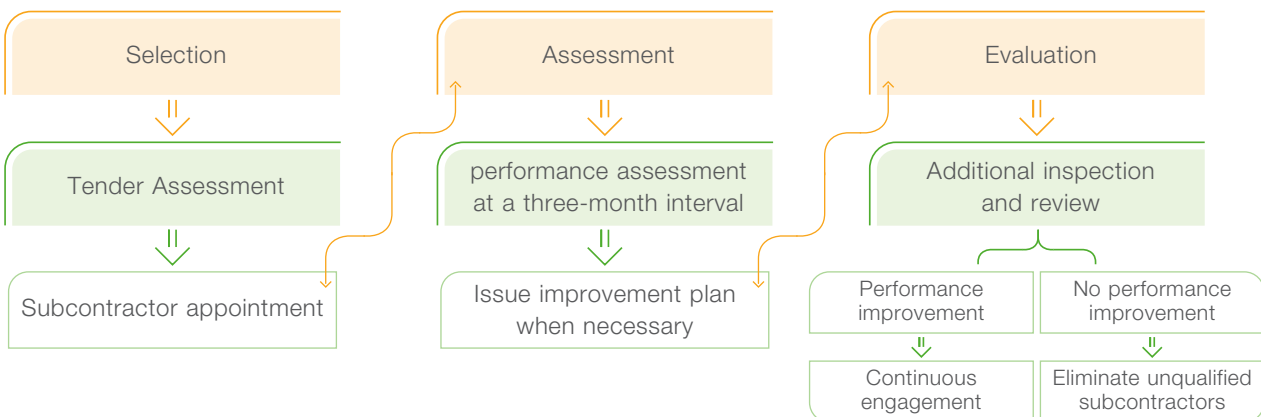 Selection
Tender Assessment
Subcontractor appointment
Assessment
performance assessment
at a three-month interval
Issue improvement plan
when necessary
Evaluation
Additional inspection
and review
Performance
improvement
Continuous
engagement
No performance
improvement
Eliminate unqualified
subcontractors